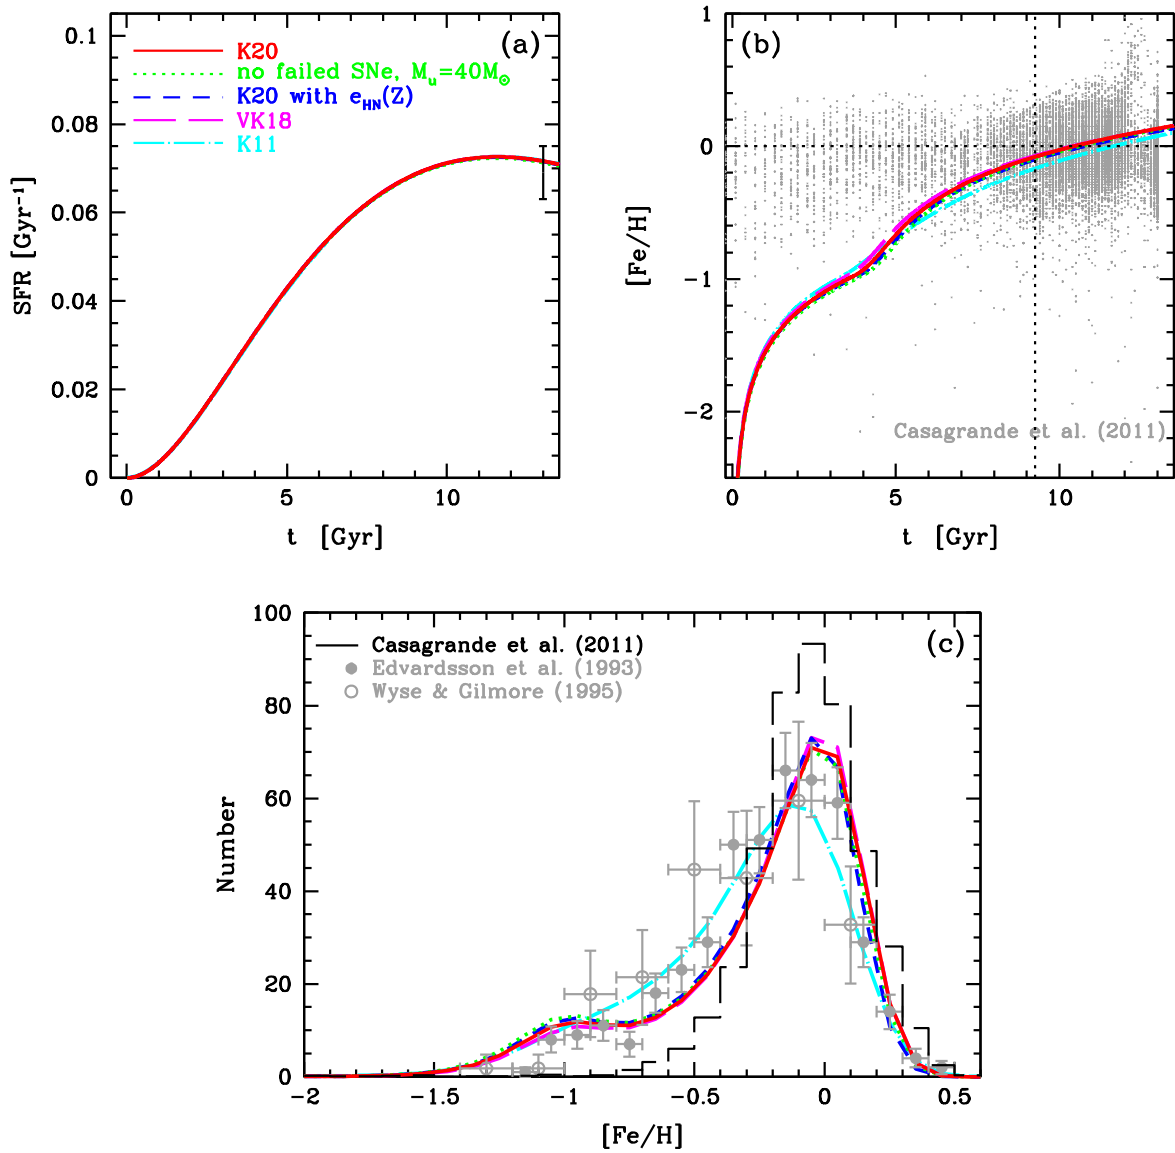 (a)
K20
no failed SNe, Mᵤ=40M☉
K20 with eHN(Z)
VK18
K11
0.1
0.08
0.06
0.04
0.02
0
SFR [Gyr⁻¹]
0 5 10
t [Gyr]
(b)
1
0
−1
−2
[Fe/H]
Casagrande et al. (2011)
0 5 10
t [Gyr]
(c)
Casagrande et al. (2011)
Edvardsson et al. (1993)
Wyse & Gilmore (1995)
100
80
60
40
20
0
Number
−2 −1.5 −1 −0.5 0 0.5
[Fe/H]